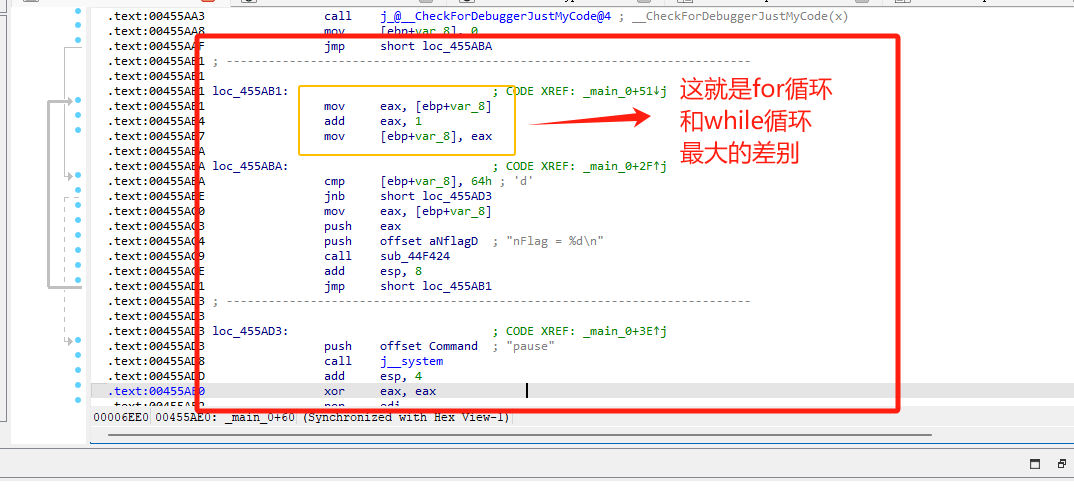 .text:00455AA3 call j_@__CheckForDebuggerJustMyCode@4 ; __CheckForDebuggerJustMyCode(x)
.text:00455AA8 mov [ebp+var_8], 0
.text:00455AAF jmp short loc_455ABA
.text:00455AB1 ; ---------------------------------------------------------------------------
.text:00455AB1
.text:00455AB1 loc_455AB1: ; CODE XREF: _main_0+51↓j
.text:00455AB1 mov eax, [ebp+var_8]
.text:00455AB4 add eax, 1
.text:00455AB7 mov [ebp+var_8], eax
.text:00455ABA
.text:00455ABA loc_455ABA: ; CODE XREF: _main_0+2F↑j
.text:00455ABA cmp [ebp+var_8], 64h ; 'd'
.text:00455ABE jnb short loc_455AD3
.text:00455AC0 mov eax, [ebp+var_8]
.text:00455AC3 push eax
.text:00455AC4 push offset aNflagD ; "nFlag = %d\n"
.text:00455AC9 call sub_44F424
.text:00455ACE add esp, 8
.text:00455AD1 jmp short loc_455AB1
.text:00455AD3 ; ---------------------------------------------------------------------------
.text:00455AD3
.text:00455AD3 loc_455AD3: ; CODE XREF: _main_0+3E↑j
.text:00455AD3 push offset Command ; "pause"
.text:00455AD8 call j__system
.text:00455ADD add esp, 4
.text:00455AE0 xor eax, eax
00006EE0 00455AE0: _main_0+60 (Synchronized with Hex View-1)
这就是for循环
和while循环
最大的差别